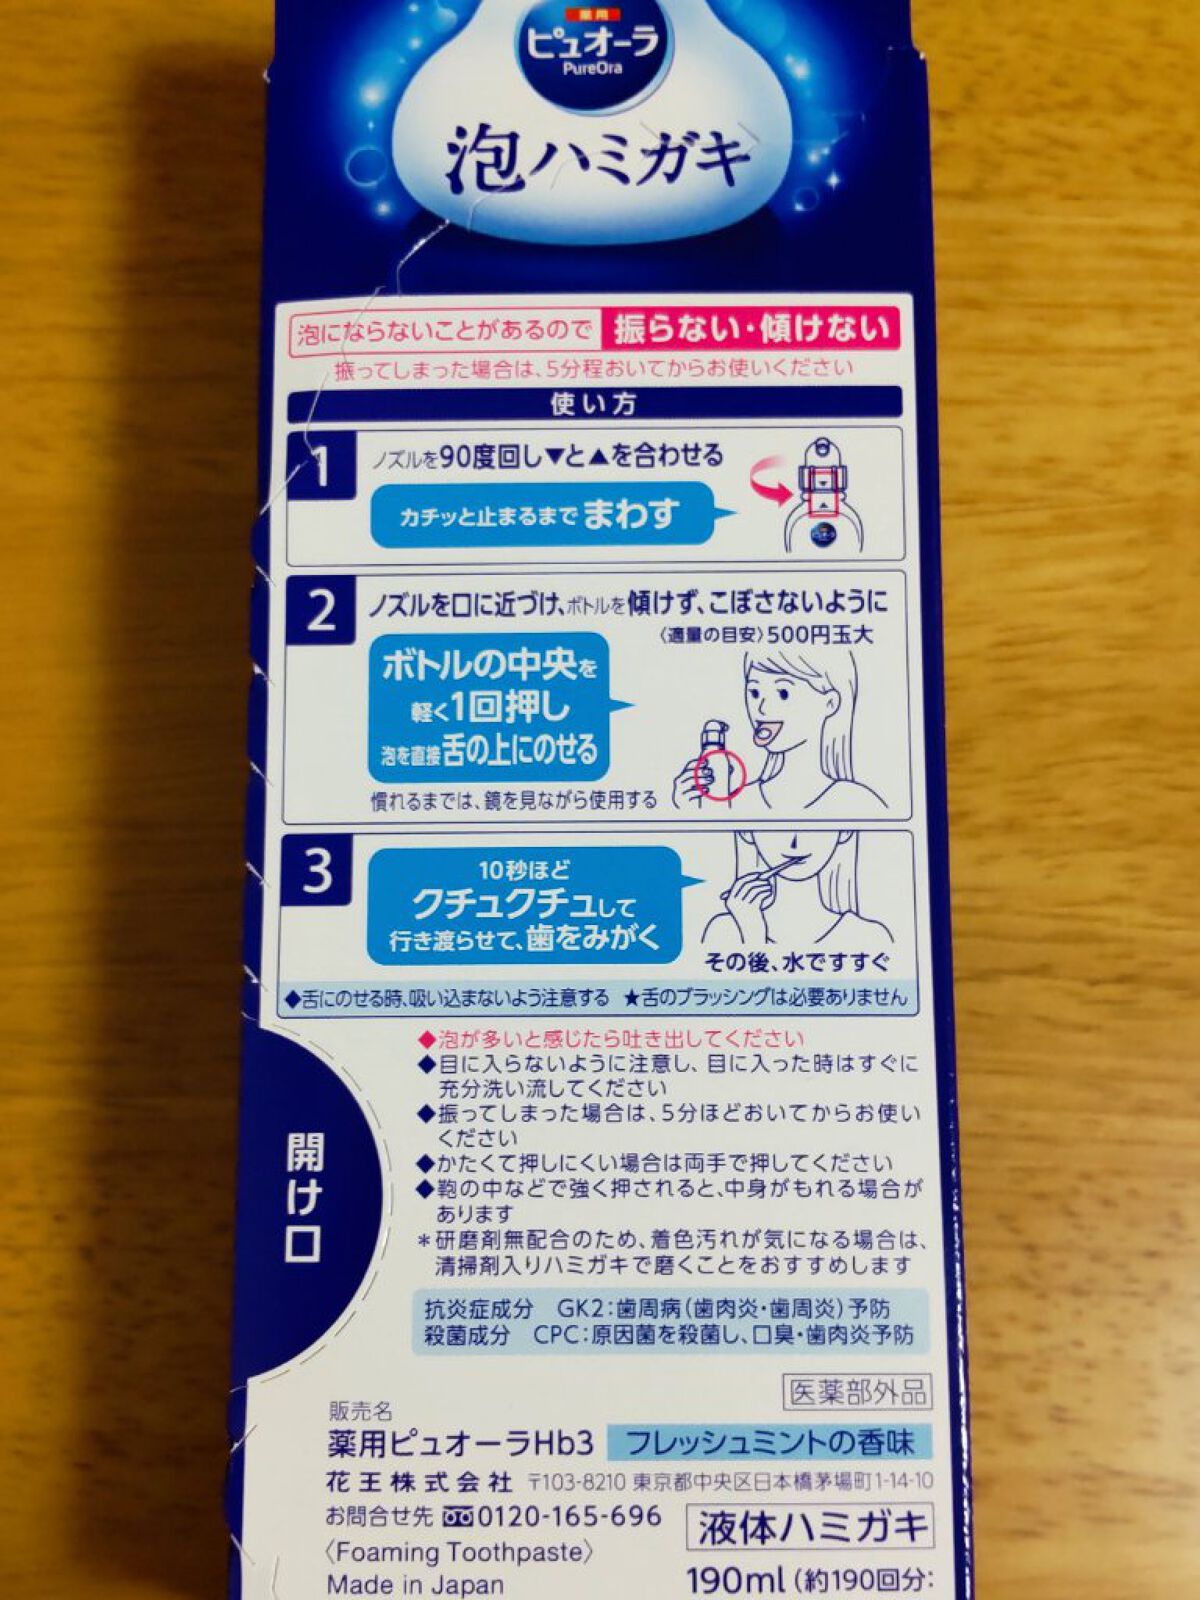 薬用
ピュオーラ
PureOra
泡ハミガキ
泡にならないことがあるので 振らない・傾けない
振ってしまった場合は、5分程おいてからお使いください
使い方
1
ノズルを90度回し▼と▲を合わせる
カチッと止まるまで まわす
2
ノズルを口に近づけ、ボトルを傾けず、こぼさないように
〈適量の目安〉500円玉大
ボトルの中央を
軽く1回押し
泡を直接舌の上にのせる
慣れるまでは、鏡を見ながら使用する
3
10秒ほど
クチュクチュして
行き渡らせて、歯をみがく
その後、水ですすぐ
◆舌にのせる時、吸い込まないよう注意する ★舌のブラッシングは必要ありません
◆泡が多いと感じたら吐き出してください
◆目に入らないように注意し、目に入った時はすぐに
充分洗い流してください
◆振ってしまった場合は、5分ほどおいてからお使い
ください
◆かたくて押しにくい場合は両手で押してください
◆鞄の中などで強く押されると、中身がもれる場合が
あります
＊研磨剤無配合のため、着色汚れが気になる場合は、
清掃剤入りハミガキで磨くことをおすすめします
開け口
抗炎症成分 GK2：歯周病（歯肉炎・歯周炎）予防
殺菌成分 CPC：原因菌を殺菌し、口臭・歯肉炎予防
医薬部外品
販売名
薬用ピュオーラHb3 フレッシュミントの香味
花王株式会社 〒103-8210 東京都中央区日本橋茅場町1-14-10
お問合せ先 0120-165-696
液体ハミガキ
〈Foaming Toothpaste〉
Made in Japan
190ml（約190回分：